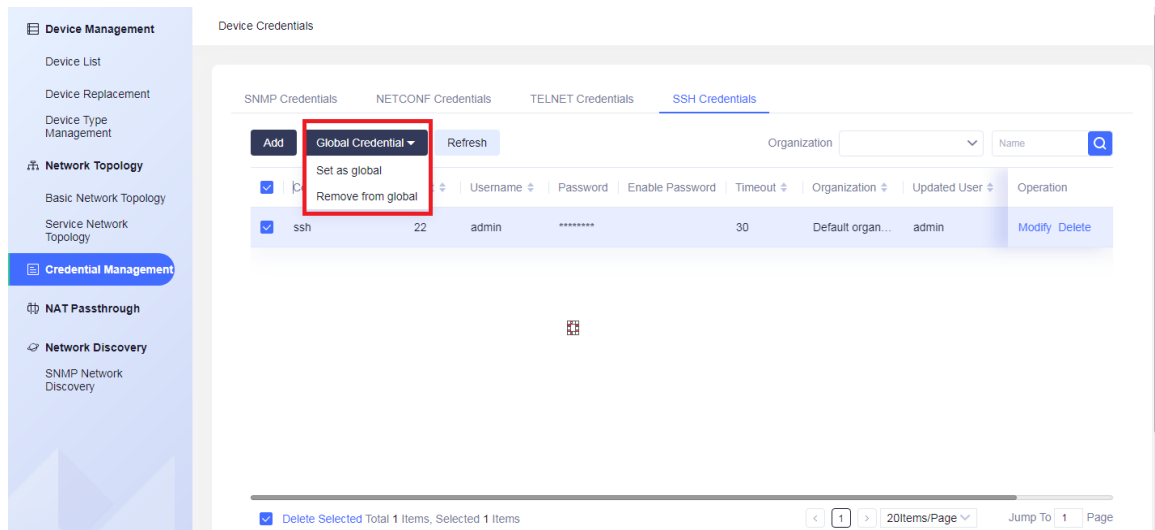 Device Management
Device List
Device Replacement
Device Type
Management
Network Topology
Basic Network Topology
Service Network
Topology
Credential Management
NAT Passthrough
Network Discovery
SNMP Network
Discovery
Device Credentials
SNMP Credentials NETCONF Credentials TELNET Credentials SSH Credentials
Add Global Credential Refresh Organization Name
Set as global
Remove from global
Username Password Enable Password Timeout Organization Updated User Operation
ssh 22 admin ******** 30 Default organ... admin Modify Delete
Delete Selected Total 1 Items, Selected 1 Items < 1 > 20Items/Page Jump To 1 Page